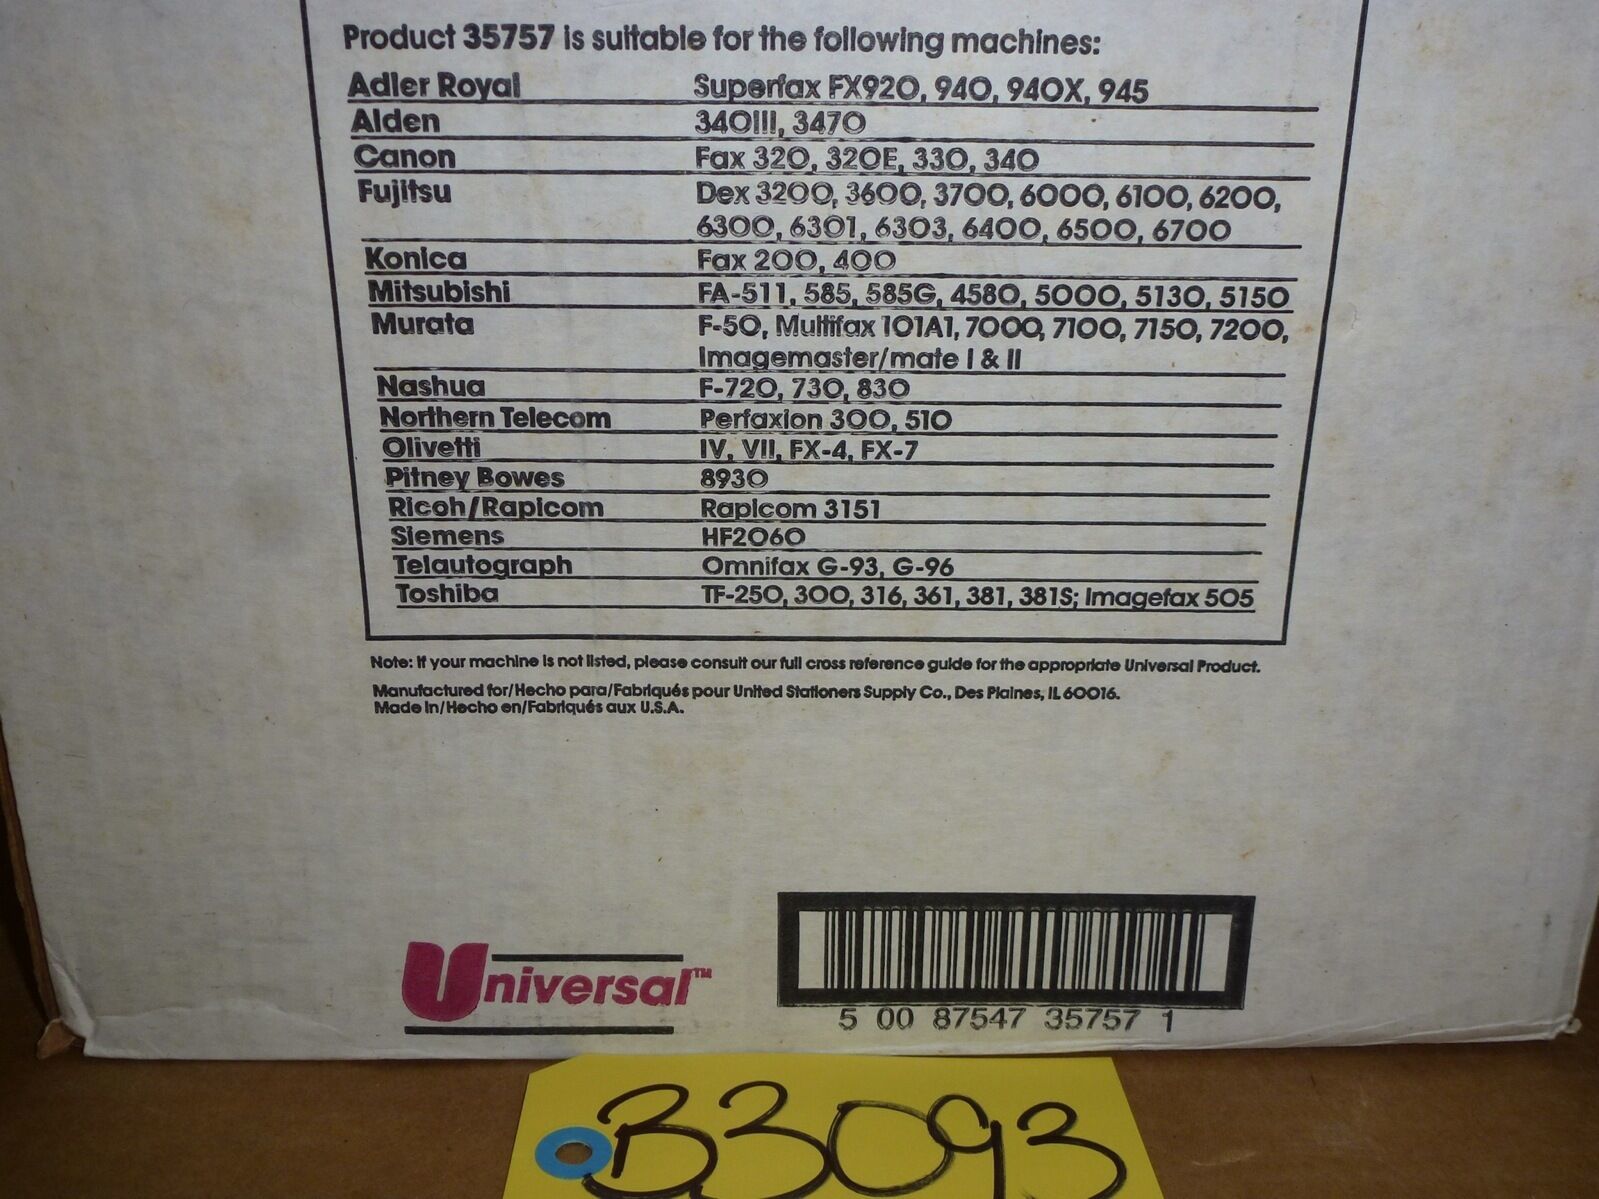 Product 35757 is suitable for the following machines:
Adler Royal Superfax FX920, 940, 940X, 945
Alden 340III, 3470
Canon Fax 320, 320E, 330, 340
Fujitsu Dex 3200, 3600, 3700, 6000, 6100, 6200,
6300, 6301, 6303, 6400, 6500, 6700
Konica Fax 200, 400
Mitsubishi FA-511, 585, 585G, 4580, 5000, 5130, 5150
Murata F-50, Multifax 101A1, 7000, 7100, 7150, 7200,
Imagemaster/mate I & II
Nashua F-720, 730, 830
Northern Telecom Perfaxion 300, 510
Olivetti IV, VII, FX-4, FX-7
Pitney Bowes 8930
Ricoh/Rapicom Rapicom 3151
Siemens HF2060
Telautograph Omnifax G-93, G-96
Toshiba TF-250, 300, 316, 361, 381, 381S; Imagefax 505
Note: If your machine is not listed, please consult our full cross reference guide for the appropriate Universal Product.
Manufactured for/Hecho para/Fabriqués pour United Stationers Supply Co., Des Plaines, IL 60016.
Made in/Hecho en/Fabriqués aux U.S.A.
Universal™
5 00 87547 35757 1
B3093